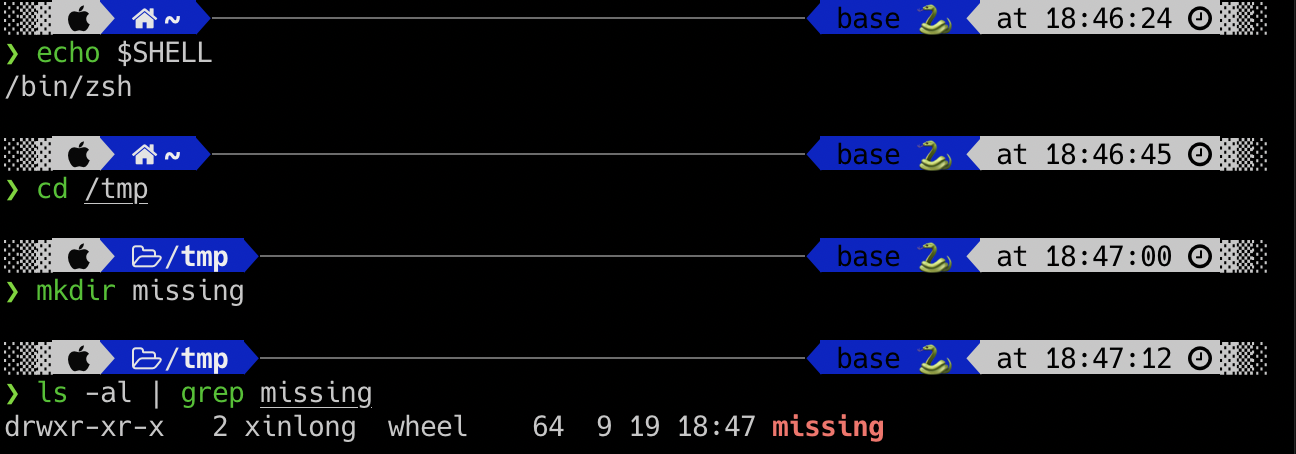 ~ base at 18:46:24
❯ echo $SHELL
/bin/zsh
~ base at 18:46:45
❯ cd /tmp
/tmp base at 18:47:00
❯ mkdir missing
/tmp base at 18:47:12
❯ ls -al | grep missing
drwxr-xr-x   2 xinlong  wheel    64  9 19 18:47 missing